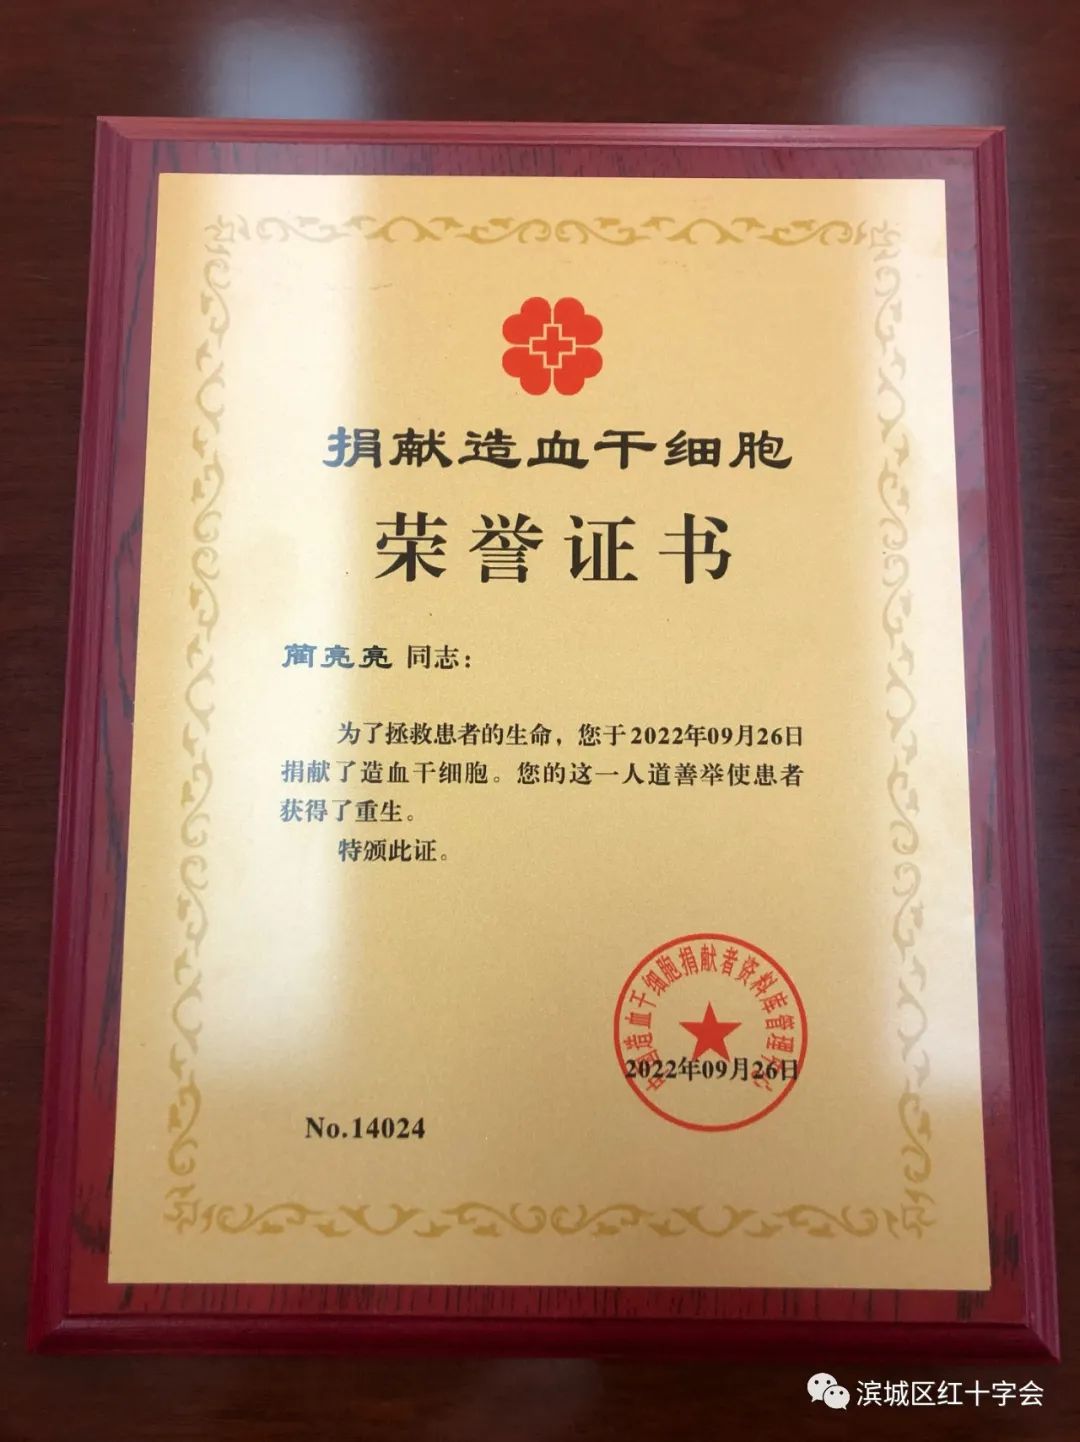 捐献造血干细胞
荣誉证书
蔺亮亮 同志：
为了拯救患者的生命，您于2022年09月26日
捐献了造血干细胞。您的这一人道善举使患者
获得了重生。
特颁此证。
中国造血干细胞捐献者资料库管理中心
2022年09月26日
No.14024
滨城区红十字会